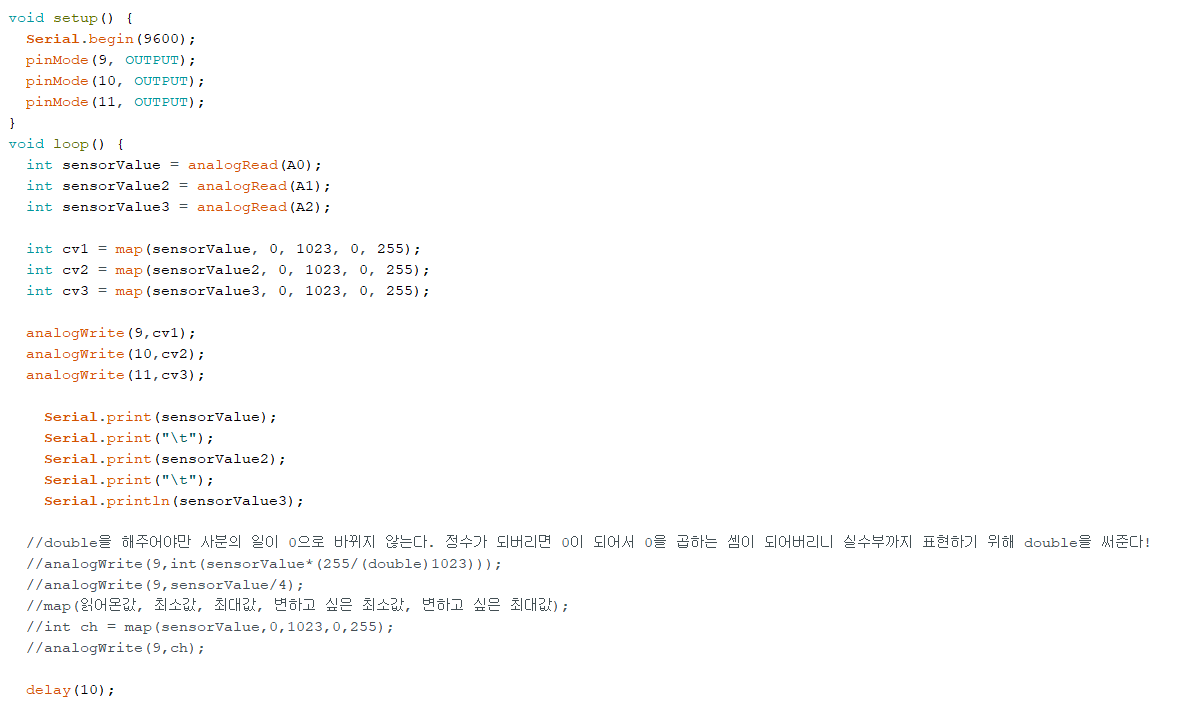 void setup() {
  Serial.begin(9600);
  pinMode(9, OUTPUT);
  pinMode(10, OUTPUT);
  pinMode(11, OUTPUT);
}
void loop() {
  int sensorValue = analogRead(A0);
  int sensorValue2 = analogRead(A1);
  int sensorValue3 = analogRead(A2);
  int cv1 = map(sensorValue, 0, 1023, 0, 255);
  int cv2 = map(sensorValue2, 0, 1023, 0, 255);
  int cv3 = map(sensorValue3, 0, 1023, 0, 255);
  analogWrite(9,cv1);
  analogWrite(10,cv2);
  analogWrite(11,cv3);
    Serial.print(sensorValue);
    Serial.print("\t");
    Serial.print(sensorValue2);
    Serial.print("\t");
    Serial.println(sensorValue3);
  //double을 해주어야만 사분의 일이 0으로 바뀌지 않는다. 정수가 되버리면 0이 되어서 0을 곱하는 셈이 되어버리니 실수부까지 표현하기 위해 double을 써준다!
  //analogWrite(9,int(sensorValue*(255/(double)1023)));
  //analogWrite(9,sensorValue/4);
  //map(읽어온값, 최소값, 최대값, 변하고 싶은 최소값, 변하고 싶은 최대값);
  //int ch = map(sensorValue,0,1023,0,255);
  //analogWrite(9,ch);
  delay(10);